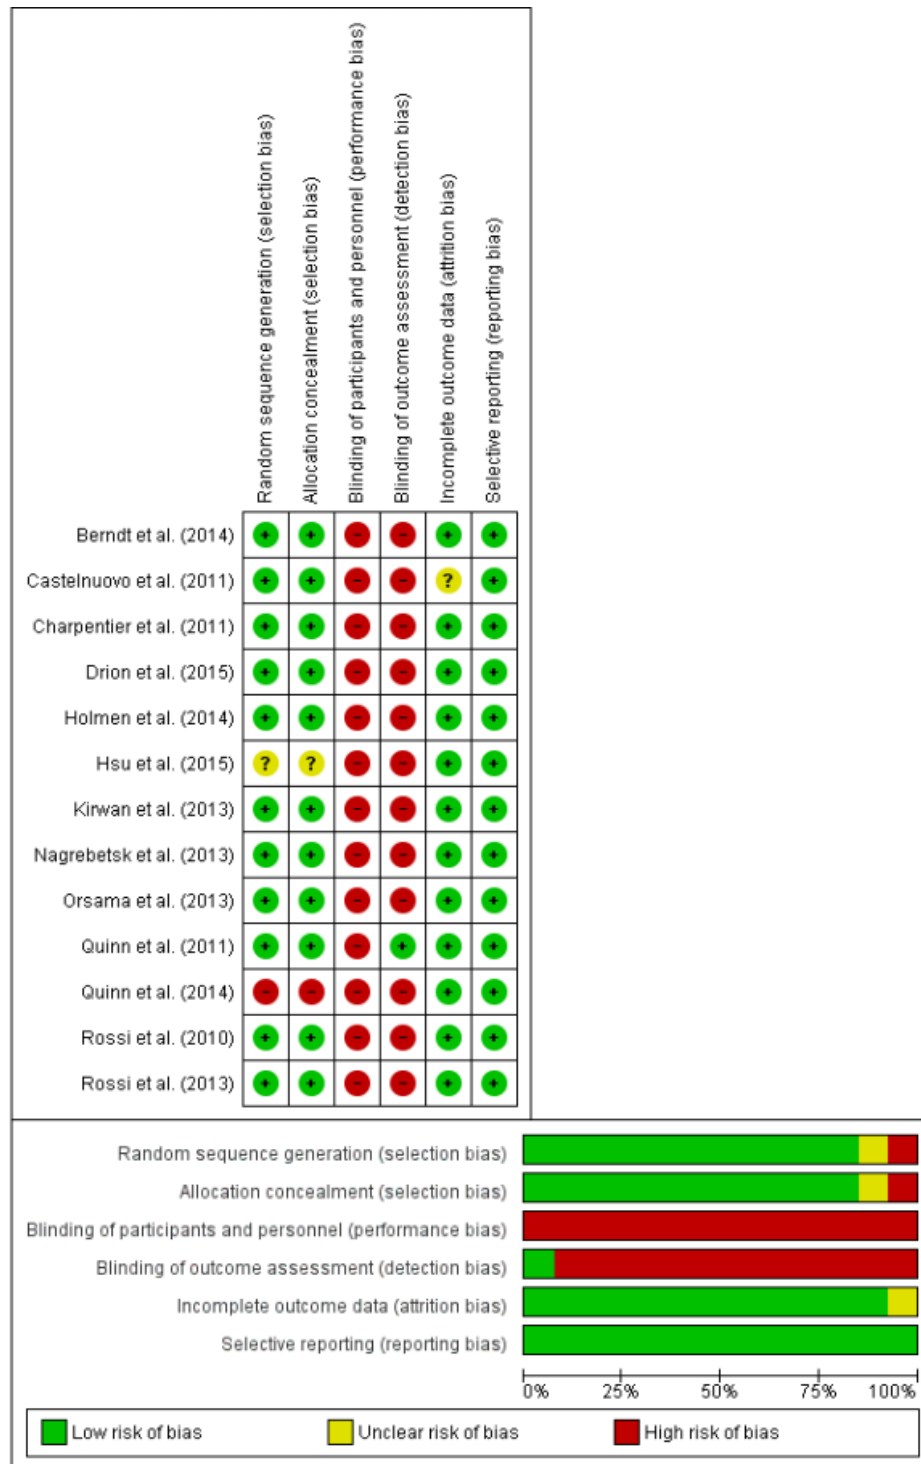 Random sequence generation (selection bias)
Allocation concealment (selection bias)
Blinding of participants and personnel (performance bias)
Blinding of outcome assessment (detection bias)
Incomplete outcome data (attrition bias)
Selective reporting (reporting bias)
Berndt et al. (2014) + + - - + +
Castelnuovo et al. (2011) + + - - ? +
Charpentier et al. (2011) + + - - + +
Drion et al. (2015) + + - - + +
Holmen et al. (2014) + + - - + +
Hsu et al. (2015) ? ? - - + +
Kirwan et al. (2013) + + - - + +
Nagrebetsk et al. (2013) + + - - + +
Orsama et al. (2013) + + - - + +
Quinn et al. (2011) + + - + + +
Quinn et al. (2014) - - - - + +
Rossi et al. (2010) + + - - + +
Rossi et al. (2013) + + - - + +
Random sequence generation (selection bias)
Allocation concealment (selection bias)
Blinding of participants and personnel (performance bias)
Blinding of outcome assessment (detection bias)
Incomplete outcome data (attrition bias)
Selective reporting (reporting bias)
0% 25% 50% 75% 100%
Low risk of bias Unclear risk of bias High risk of bias